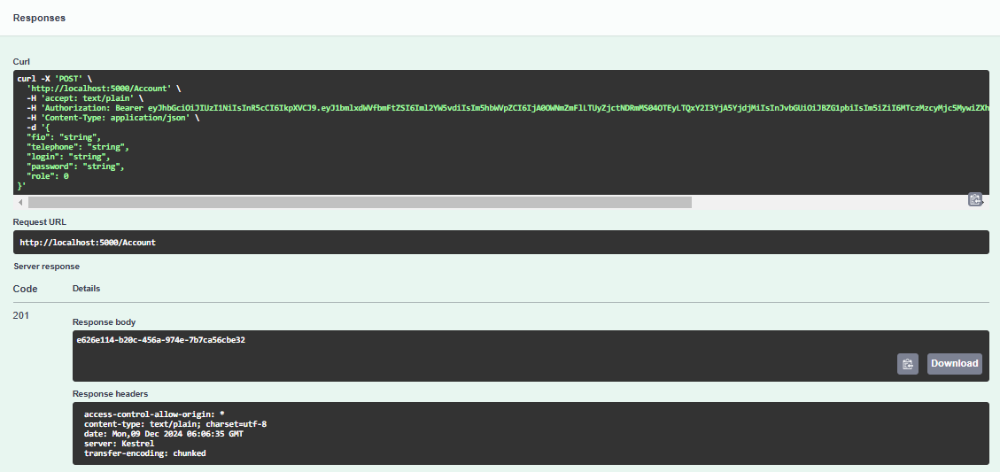 Responses
Curl
curl -X 'POST' \
'http://localhost:5000/Account' \
-H 'accept: text/plain' \
-H 'Authorization: Bearer eyJhbGciOiJIUzI1NiIsInR5cCI6IkpXVCJ9.eyJ1bmlxdWVfbmFtZSI6Iml2YW5vdiIsIm5hbWVpZCI6IjA0OWNmZmFlLTUyZjctNDRmMS04OTEyLTQxY2I3YjA5YjdjMiIsInJvbGUiOiJBZG1pbiIsIm5iZiI6MTczMzcyMjc5MywiZXh
-H 'Content-Type: application/json' \
-d '{
"fio": "string",
"telephone": "string",
"login": "string",
"password": "string",
"role": 0
}'
Request URL
http://localhost:5000/Account
Server response
Code Details
201
Response body
e626e114-b20c-456a-974e-7b7ca56cbe32
Download
Response headers
access-control-allow-origin: *
content-type: text/plain; charset=utf-8
date: Mon,09 Dec 2024 06:06:35 GMT
server: Kestrel
transfer-encoding: chunked